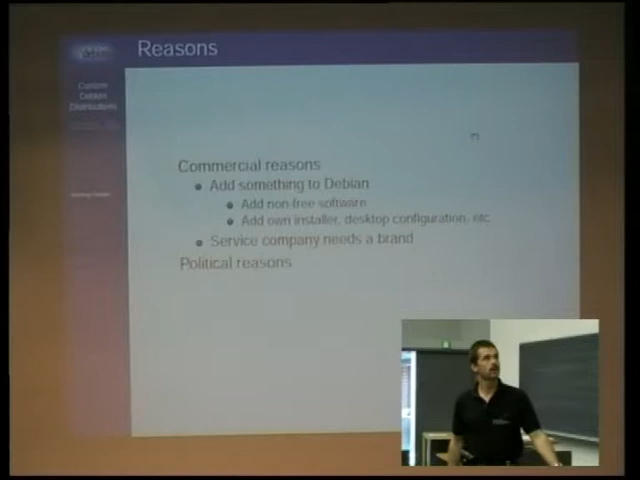 Reasons
Custom
Debian
Distributions
Commercial reasons
Add something to Debian
Add non-free software
Add own installer, desktop configuration, etc
Service company needs a brand
Political reasons